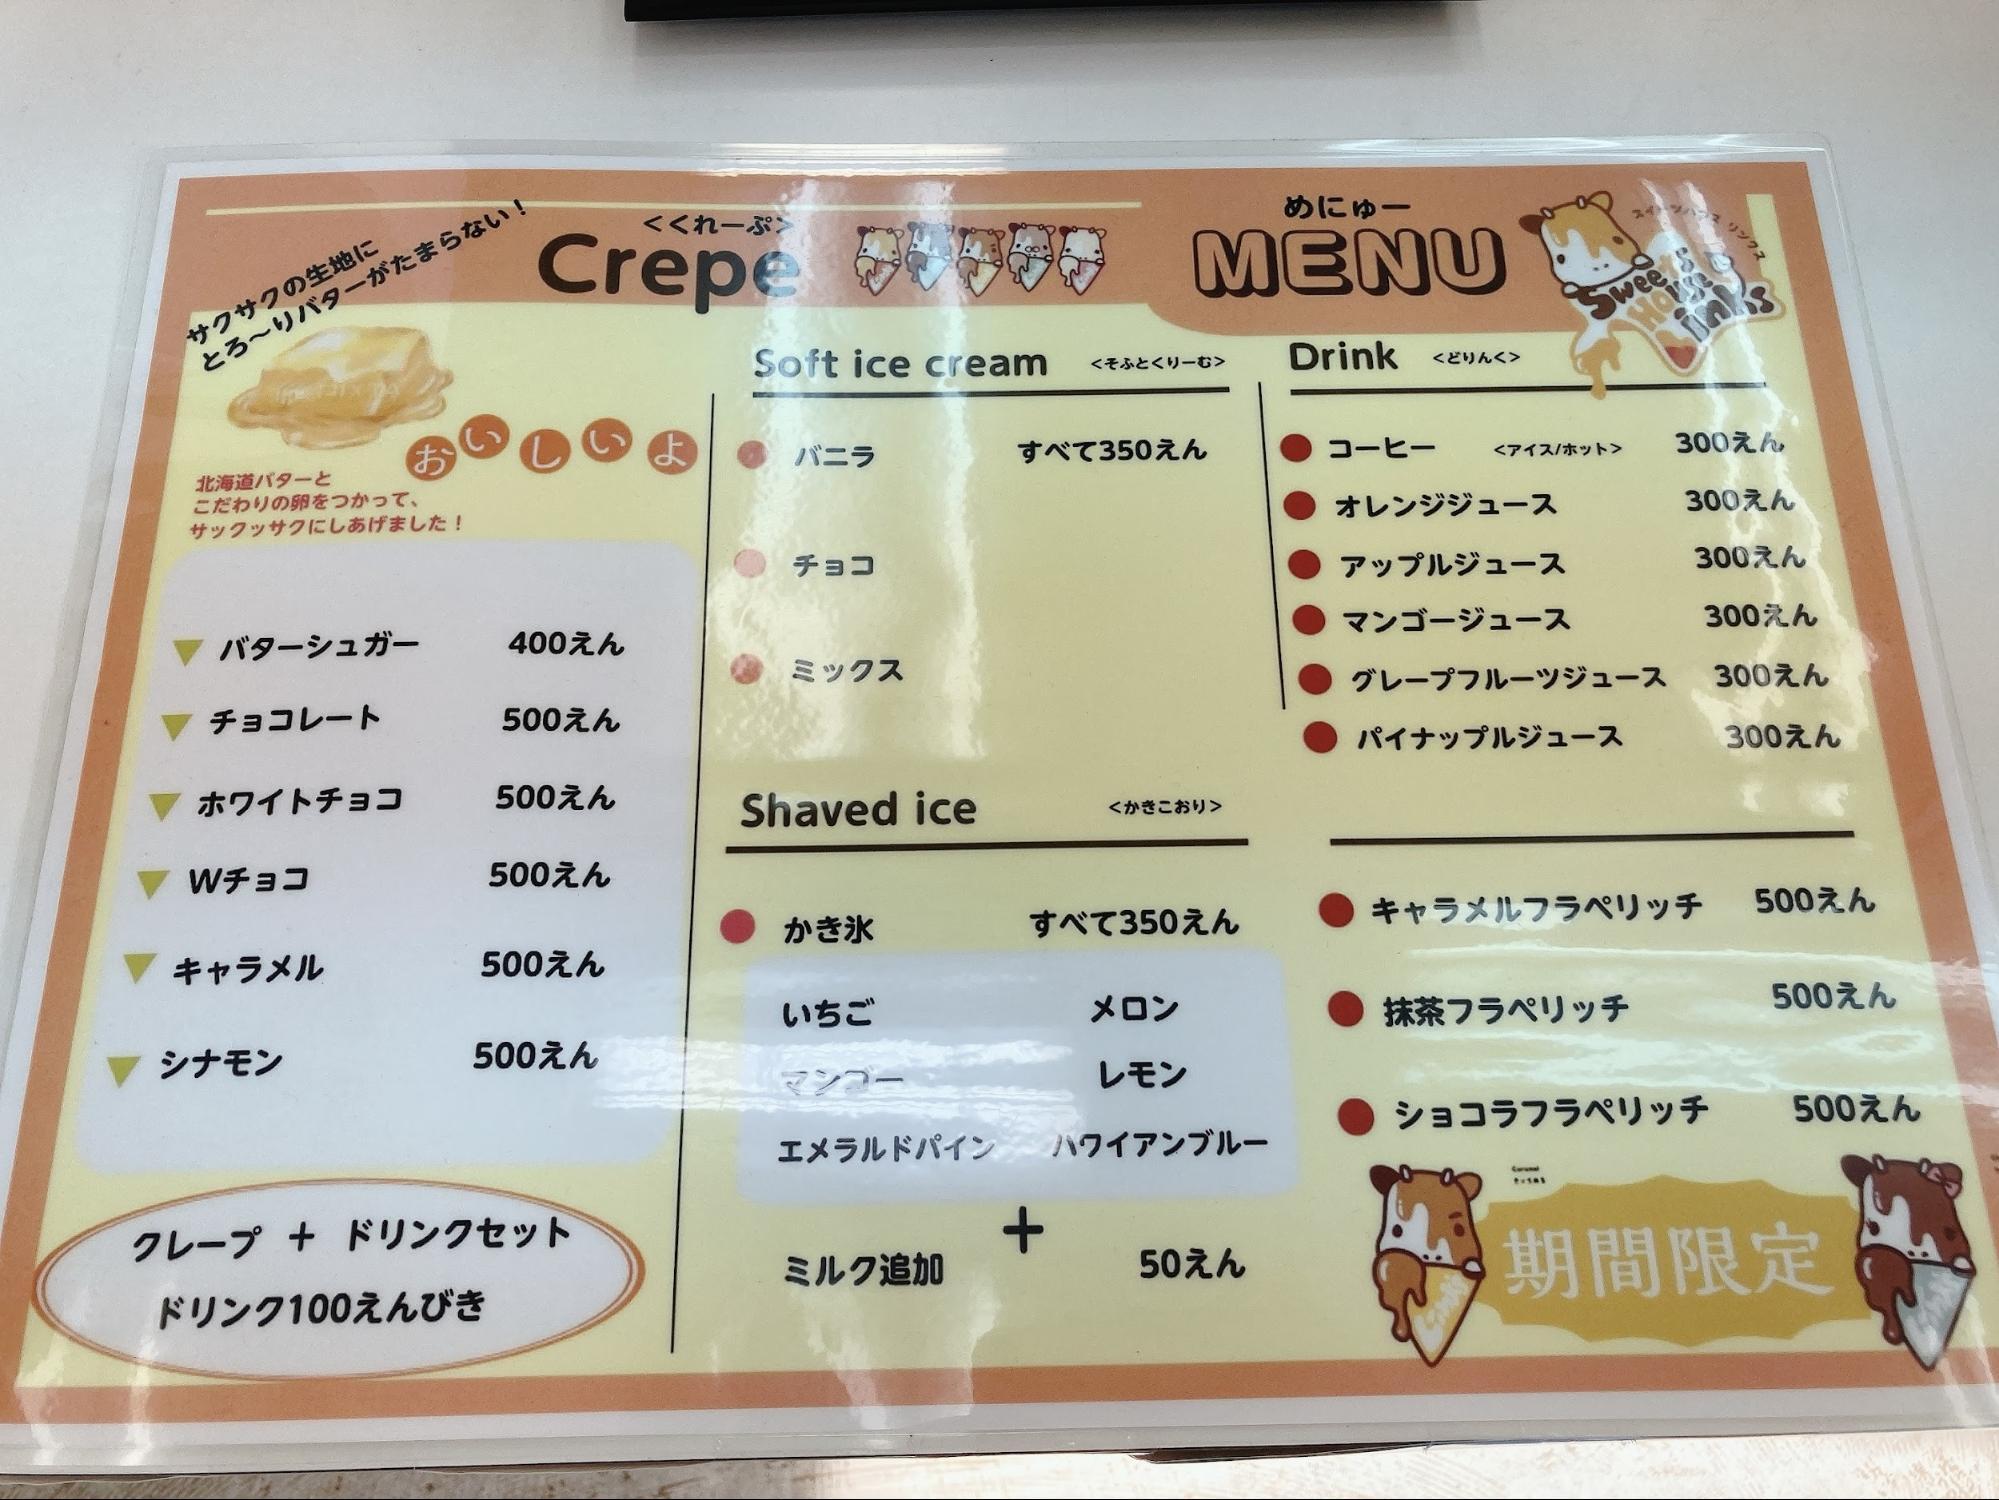 サクサクの生地に
とろ〜りバターがたまらない！
<くれーぷ>
Crepe
めにゅー
MENU
スイーツハウス リンクス
Sweets
House
inks
おいしいよ
北海道バターと
こだわりの卵をつかって、
サックッサクにしあげました！
バターシュガー 400えん
チョコレート 500えん
ホワイトチョコ 500えん
Wチョコ 500えん
キャラメル 500えん
シナモン 500えん
クレープ + ドリンクセット
ドリンク100えんびき
Soft ice cream <そふとくりーむ>
バニラ すべて350えん
チョコ
ミックス
Shaved ice <かきこおり>
かき氷 すべて350えん
いちご メロン
マンゴー レモン
エメラルドパイン ハワイアンブルー
+
ミルク追加 50えん
Drink <どりんく>
コーヒー <アイス/ホット> 300えん
オレンジジュース 300えん
アップルジュース 300えん
マンゴージュース 300えん
グレープフルーツジュース 300えん
パイナップルジュース 300えん
キャラメルフラペリッチ 500えん
抹茶フラペリッチ 500えん
ショコラフラペリッチ 500えん
Caramel
期間限定